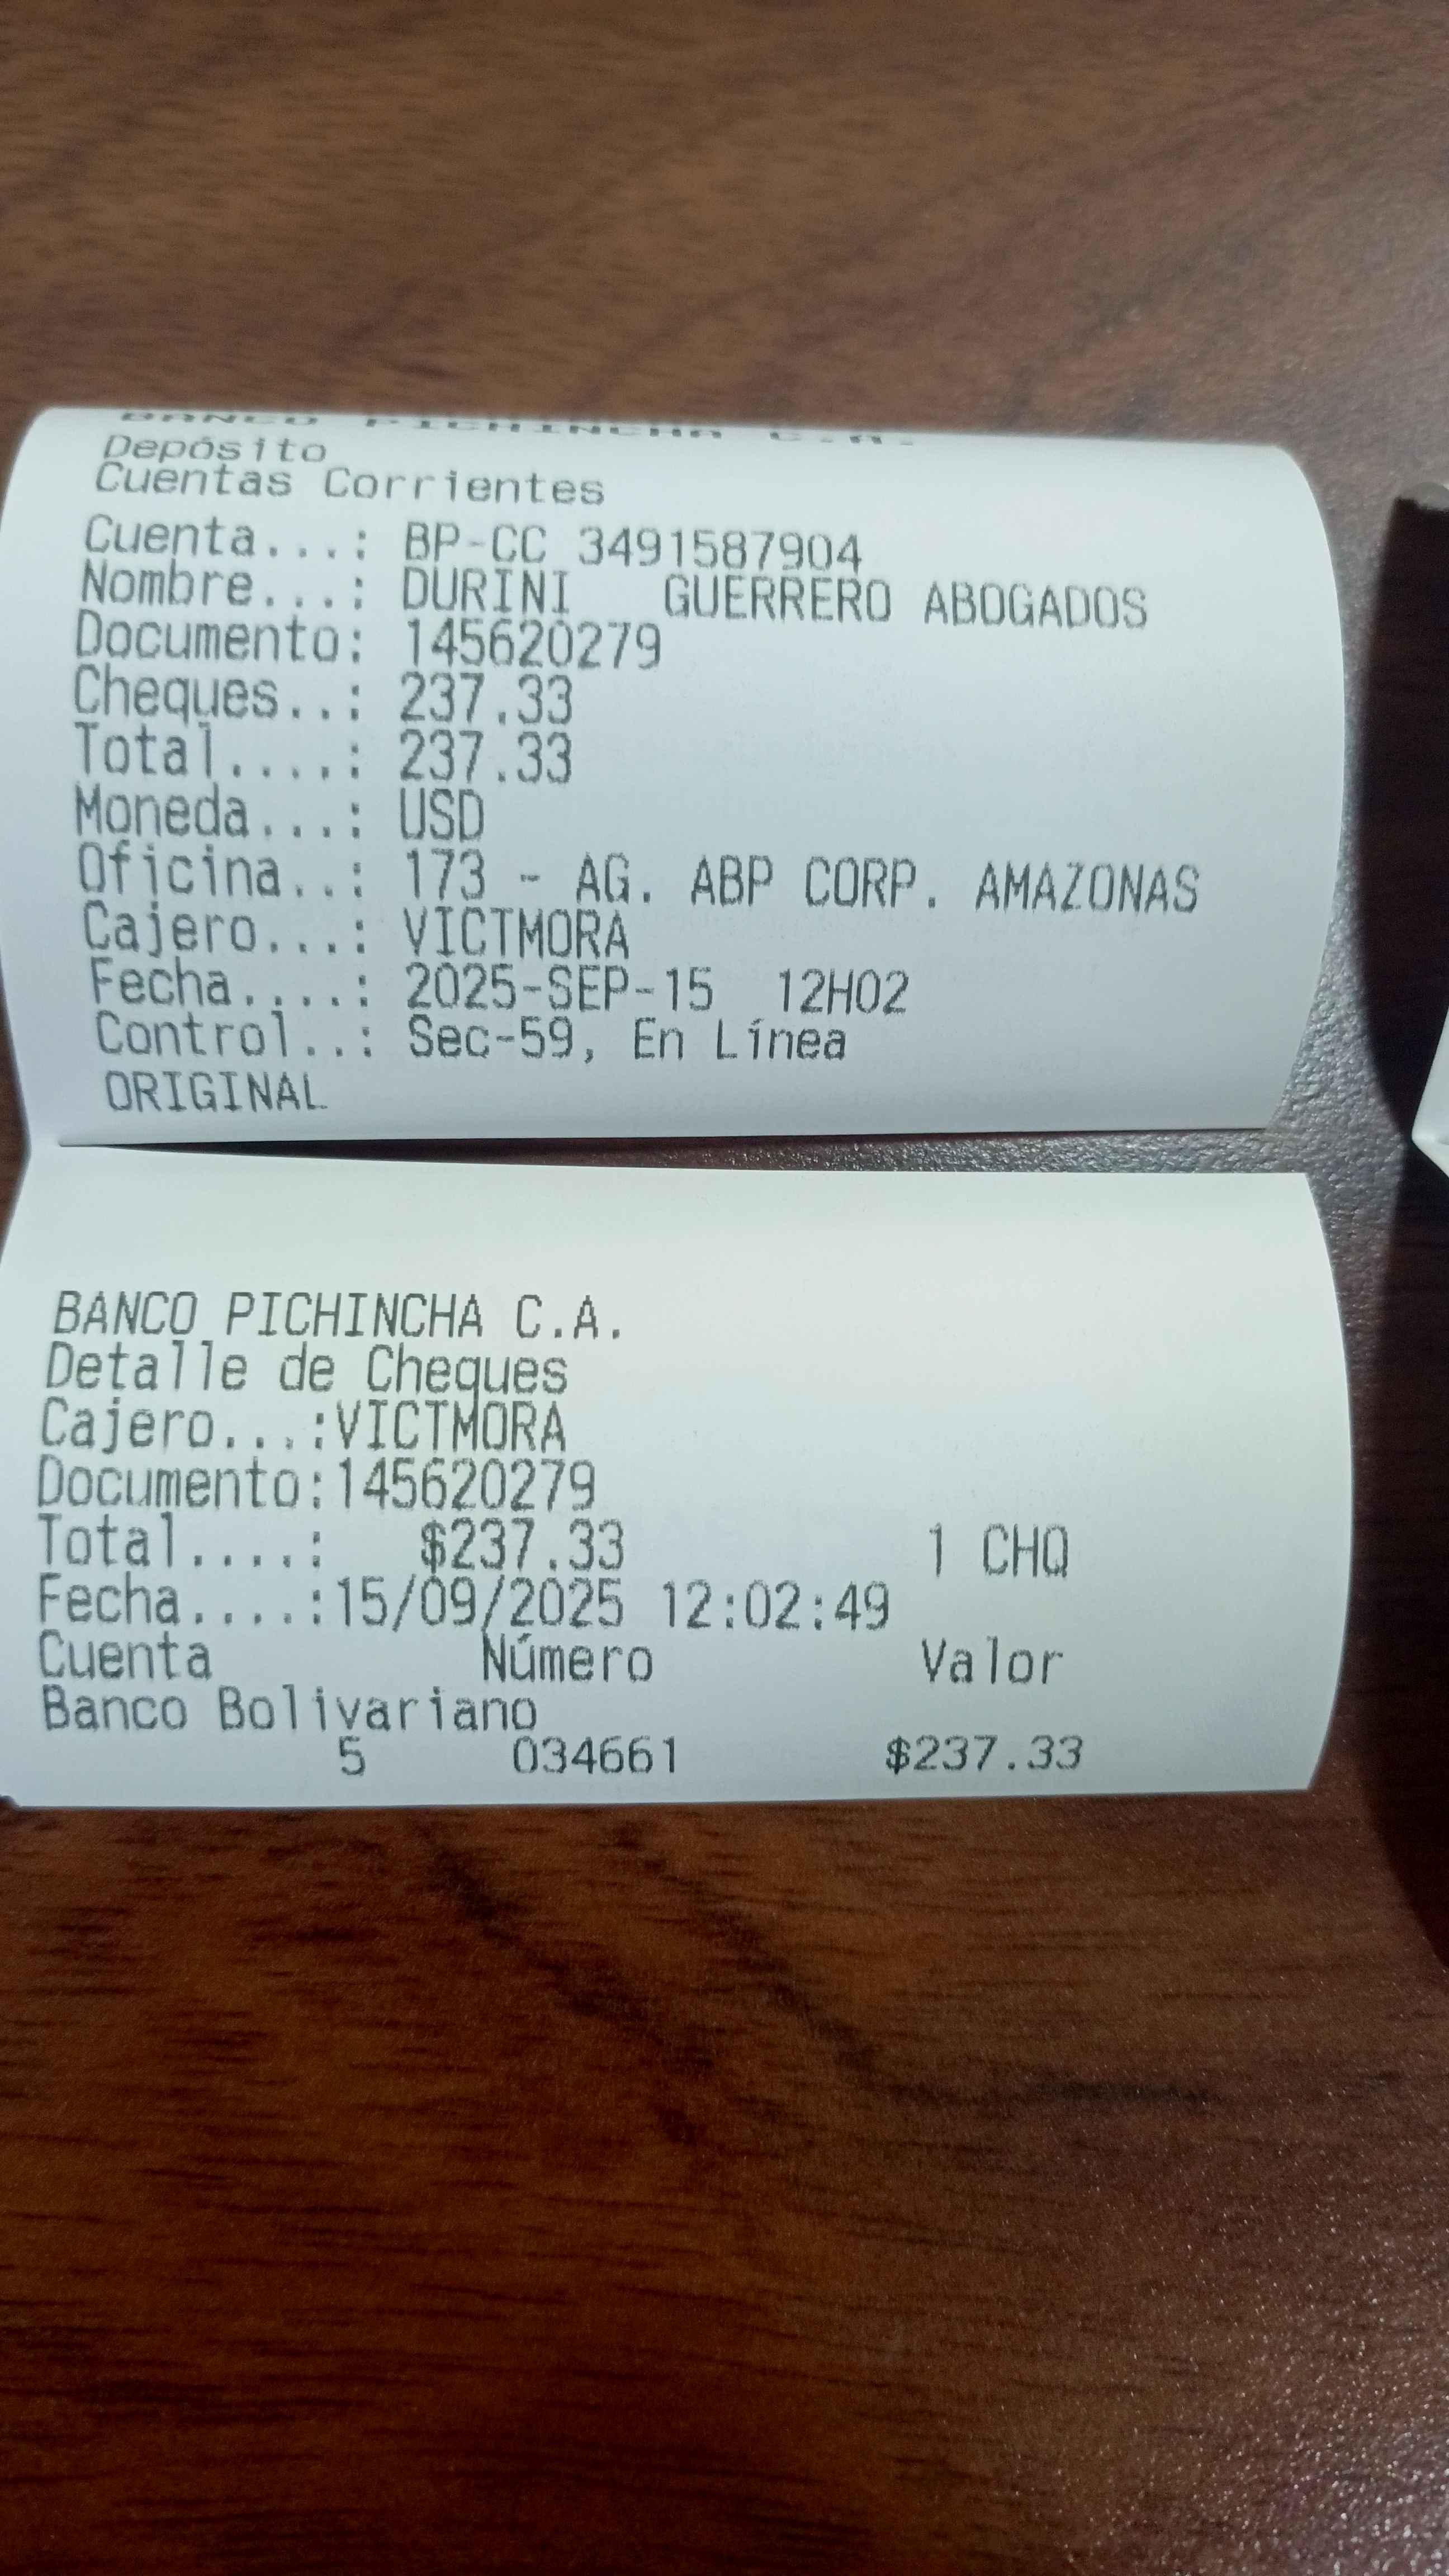 BANCO PICHINCHA C.A.
Depósito
Cuentas Corrientes
Cuenta...: BP-CC 3491587904
Nombre...: DURINI   GUERRERO ABOGADOS
Documento: 145620279
Cheques..: 237.33
Total....: 237.33
Moneda...: USD
Oficina..: 173 - AG. ABP CORP. AMAZONAS
Cajero...: VICTMORA
Fecha....: 2025-SEP-15  12H02
Control..: Sec-59, En Línea
ORIGINAL
BANCO PICHINCHA C.A.
Detalle de Cheques
Cajero...:VICTMORA
Documento:145620279
Total....:   $237.33   1 CHQ
Fecha....:15/09/2025 12:02:49
Cuenta   Número   Valor
Banco Bolivariano
5   034661   $237.33